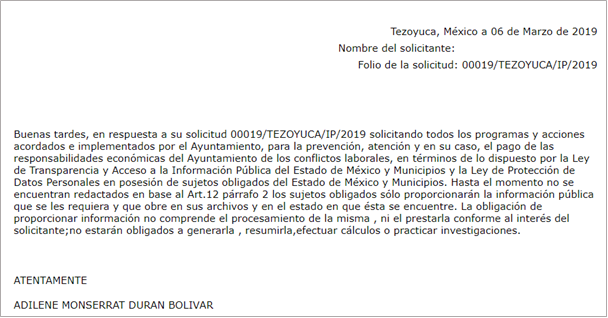 Tezoyuca, México a 06 de Marzo de 2019
Nombre del solicitante:
Folio de la solicitud: 00019/TEZOYUCA/IP/2019
Buenas tardes, en respuesta a su solicitud 00019/TEZOYUCA/IP/2019 solicitando todos los programas y acciones
acordados e implementados por el Ayuntamiento, para la prevención, atención y en su caso, el pago de las
responsabilidades económicas del Ayuntamiento de los conflictos laborales, en términos de lo dispuesto por la Ley
de Transparencia y Acceso a la Información Pública del Estado de México y Municipios y la Ley de Protección de
Datos Personales en posesión de sujetos obligados del Estado de México y Municipios. Hasta el momento no se
encuentran redactados en base al Art.12 párrafo 2 los sujetos obligados sólo proporcionarán la información pública
que se les requiera y que obre en sus archivos y en el estado en que ésta se encuentre. La obligación de
proporcionar información no comprende el procesamiento de la misma , ni el prestarla conforme al interés del
solicitante;no estarán obligados a generarla , resumirla,efectuar cálculos o practicar investigaciones.
ATENTAMENTE
ADILENE MONSERRAT DURAN BOLIVAR